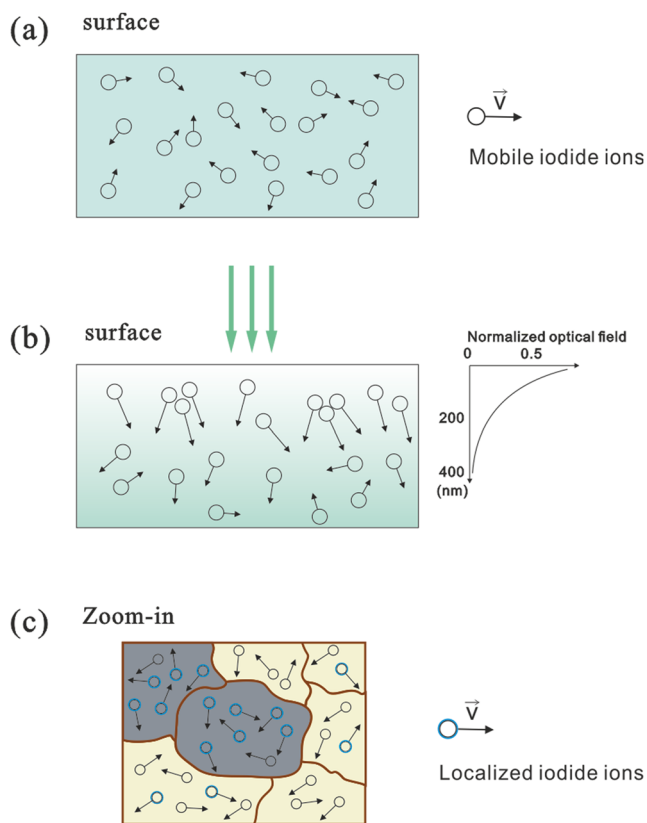 (a) surface
v
Mobile iodide ions
(b) surface
Normalized optical field
0 0.5
200
400
(nm)
(c) Zoom-in
v
Localized iodide ions